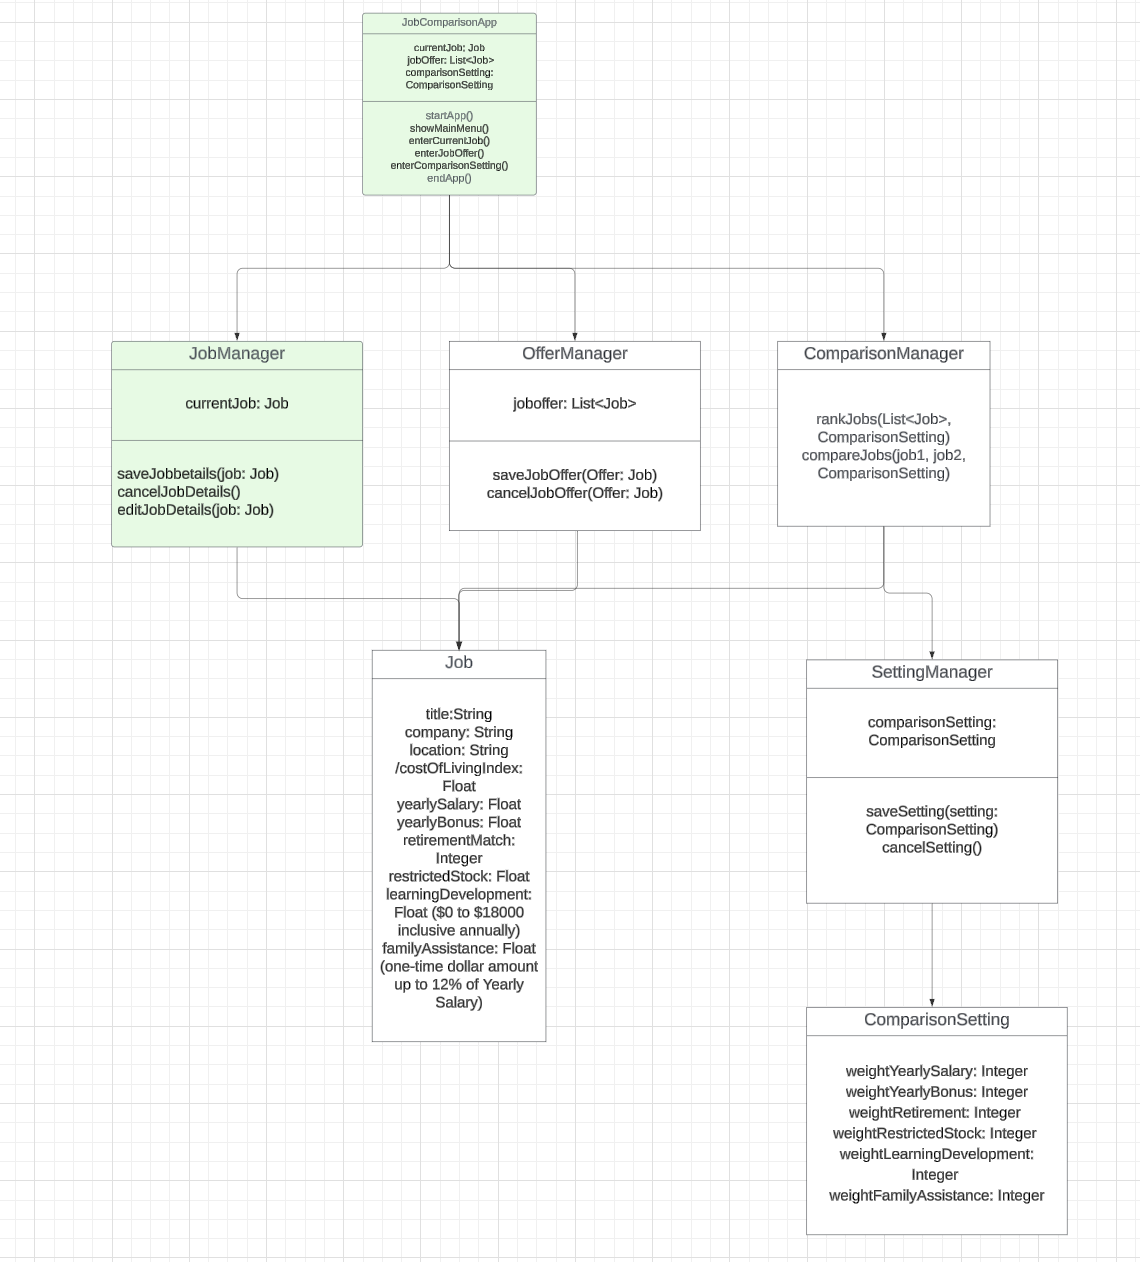 JobComparisonApp
currentJob: Job
jobOffer: List<Job>
comparisonSetting:
ComparisonSetting
startApp()
showMainMenu()
enterCurrentJob()
enterJobOffer()
enterComparisonSetting()
endApp()
JobManager
currentJob: Job
saveJobbetails(job: Job)
cancelJobDetails()
editJobDetails(job: Job)
OfferManager
joboffer: List<Job>
saveJobOffer(Offer: Job)
cancelJobOffer(Offer: Job)
ComparisonManager
rankJobs(List<Job>,
ComparisonSetting)
compareJobs(job1, job2,
ComparisonSetting)
Job
title:String
company: String
location: String
/costOfLivingIndex:
Float
yearlySalary: Float
yearlyBonus: Float
retirementMatch:
Integer
restrictedStock: Float
learningDevelopment:
Float ($0 to $18000
inclusive annually)
familyAssistance: Float
(one-time dollar amount
up to 12% of Yearly
Salary)
SettingManager
comparisonSetting:
ComparisonSetting
saveSetting(setting:
ComparisonSetting)
cancelSetting()
ComparisonSetting
weightYearlySalary: Integer
weightYearlyBonus: Integer
weightRetirement: Integer
weightRestrictedStock: Integer
weightLearningDevelopment:
Integer
weightFamilyAssistance: Integer